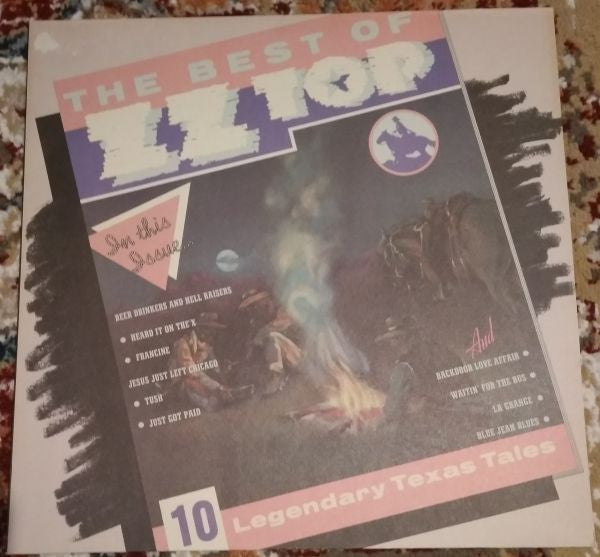 THE BEST OF
ZZ TOP
In this
Issue...
BEER DRINKERS AND HELL RAISERS
• HEARD IT ON THE X
• FRANCINE
JESUS JUST LEFT CHICAGO
• TUSH
• JUST GOT PAID
And
BACKDOOR LOVE AFFAIR •
WAITIN' FOR THE BUS •
LA GRANGE •
BLUE JEAN BLUES •
10 Legendary Texas Tales